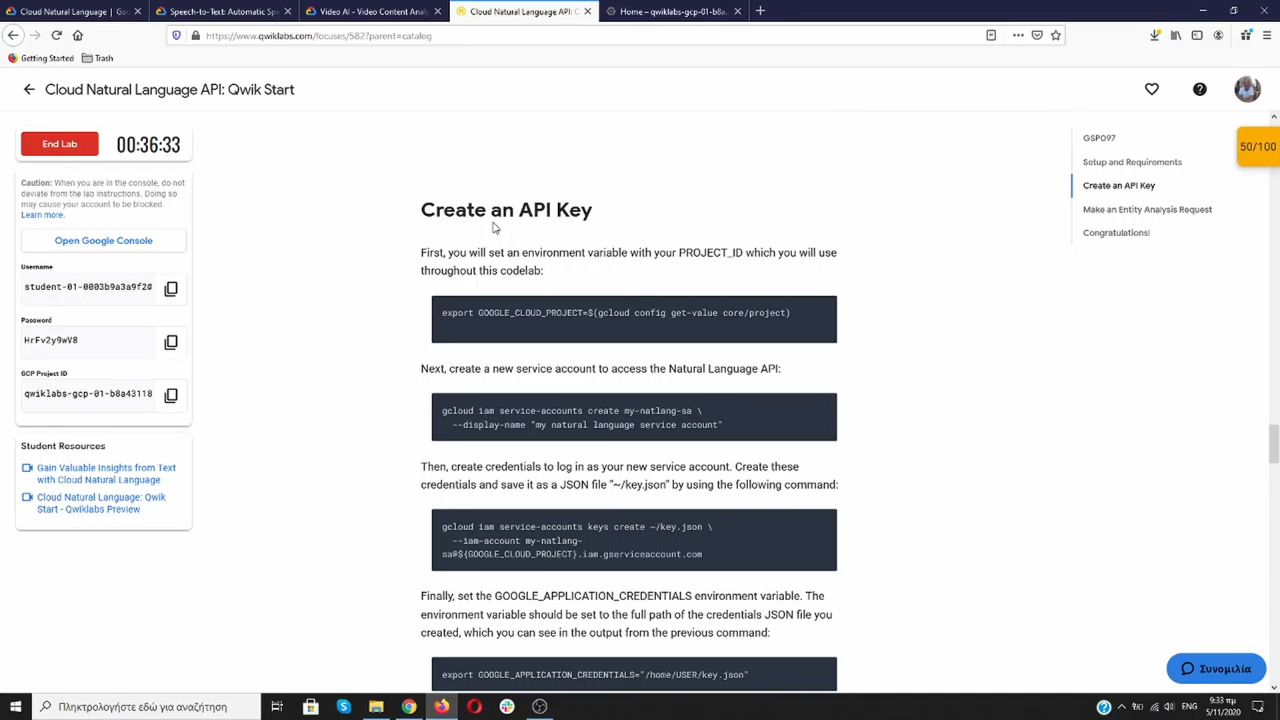 Cloud Natural Language | Goo
Speech-to-Text: Automatic Spe
Video AI - Video Content Analy
Cloud Natural Language API: Q
Home – qwiklabs-gcp-01-b8a
https://www.qwiklabs.com/focuses/582?parent=catalog
Getting Started
Trash
Cloud Natural Language API: Qwik Start
End Lab
00:36:33
50/100
Caution: When you are in the console, do not
deviate from the lab instructions. Doing so
may cause your account to be blocked.
Learn more.
Open Google Console
Username
student-01-0003b9a3a9f2@
Password
HrFv2y9wV8
GCP Project ID
qwiklabs-gcp-01-b8a43118
Student Resources
Gain Valuable Insights from Text
with Cloud Natural Language
Cloud Natural Language: Qwik
Start - Qwiklabs Preview
Create an API Key
First, you will set an environment variable with your PROJECT_ID which you will use
throughout this codelab:
export GOOGLE_CLOUD_PROJECT=$(gcloud config get-value core/project)
Next, create a new service account to access the Natural Language API:
gcloud iam service-accounts create my-natlang-sa \
--display-name "my natural language service account"
Then, create credentials to log in as your new service account. Create these
credentials and save it as a JSON file "~/key.json" by using the following command:
gcloud iam service-accounts keys create ~/key.json \
--iam-account my-natlang-
sa@${GOOGLE_CLOUD_PROJECT}.iam.gserviceaccount.com
Finally, set the GOOGLE_APPLICATION_CREDENTIALS environment variable. The
environment variable should be set to the full path of the credentials JSON file you
created, which you can see in the output from the previous command:
export GOOGLE_APPLICATION_CREDENTIALS="/home/USER/key.json"
GSP097
Setup and Requirements
Create an API Key
Make an Entity Analysis Request
Congratulations!
Συνομιλία
Πληκτρολογήστε εδώ για αναζήτηση
9:33 πμ
5/11/2020